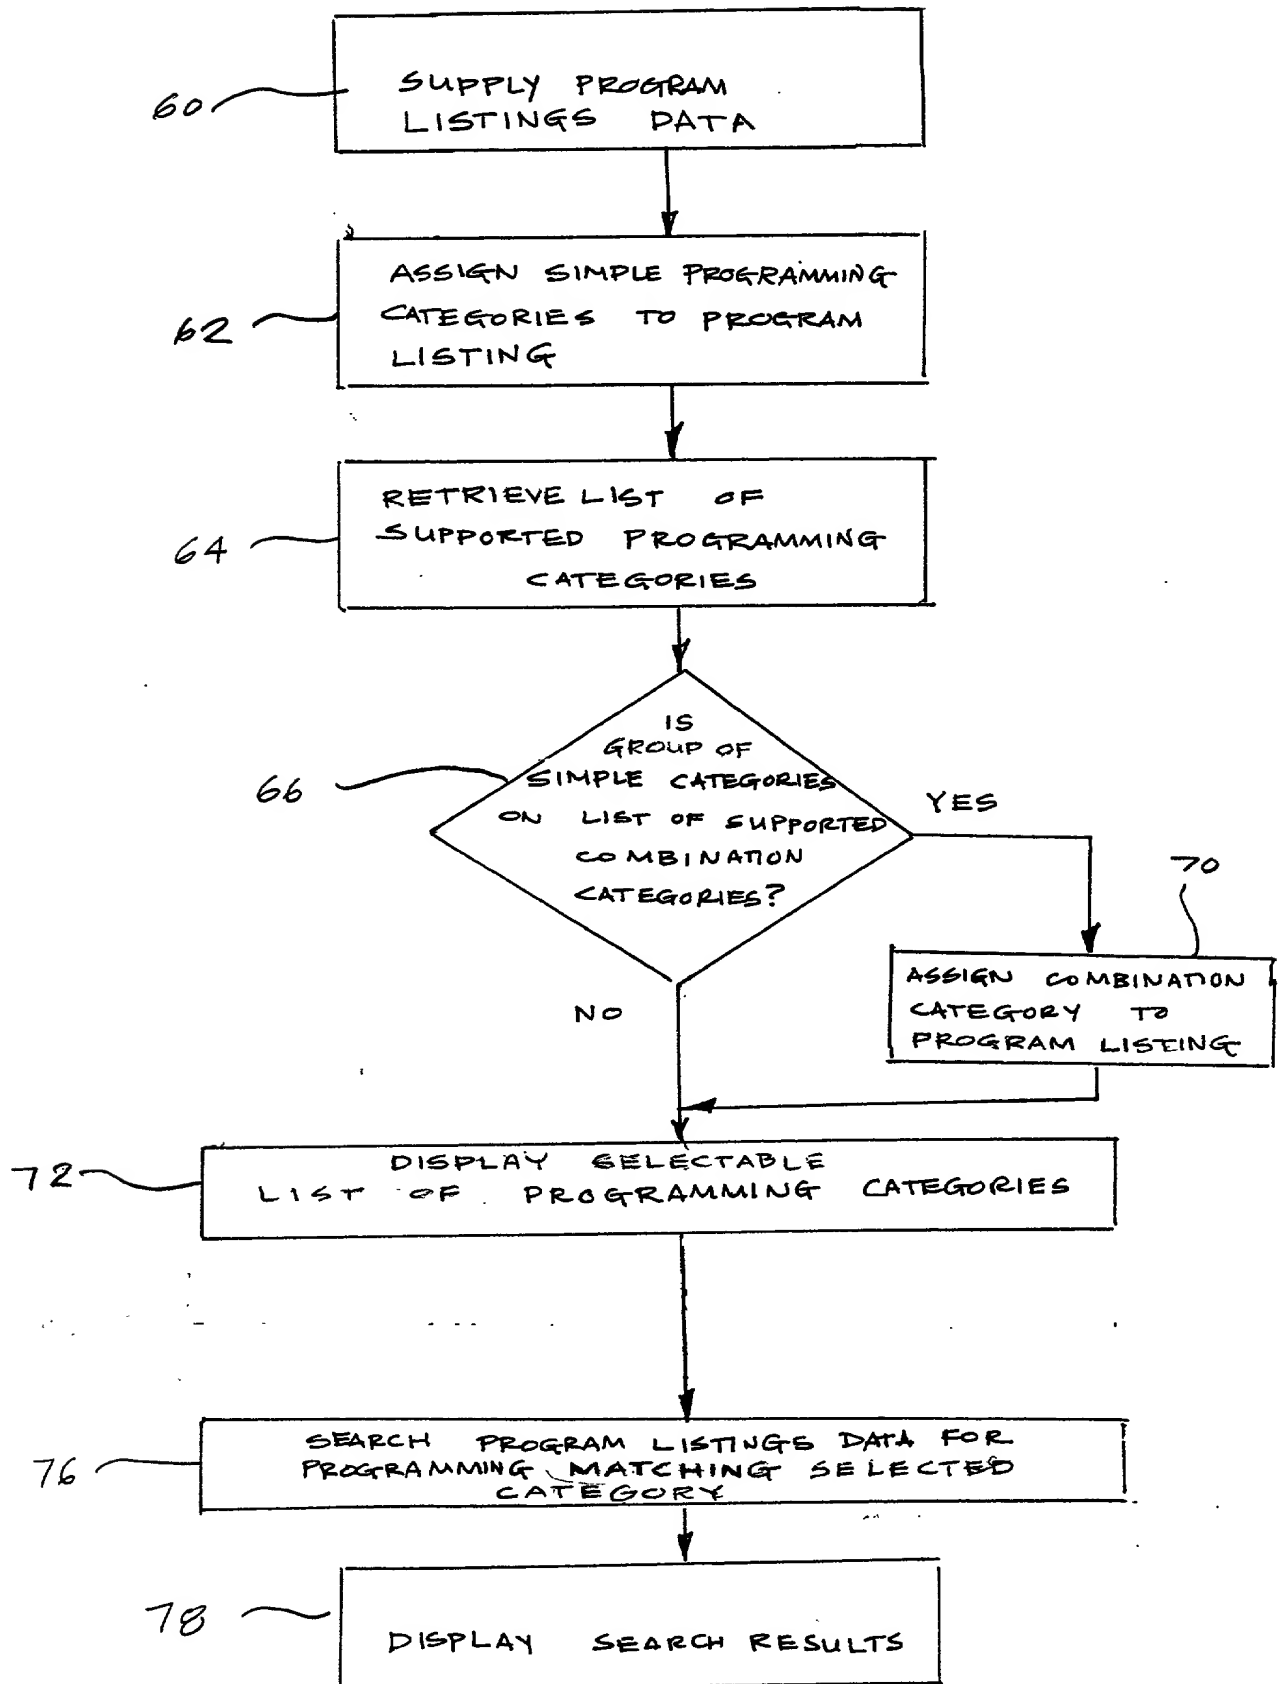 60
SUPPLY PROGRAM
LISTINGS DATA
62
ASSIGN SIMPLE PROGRAMMING
CATEGORIES TO PROGRAM
LISTING
64
RETRIEVE LIST OF
SUPPORTED PROGRAMMING
CATEGORIES
66
IS
GROUP OF
SIMPLE CATEGORIES
ON LIST OF SUPPORTED
COMBINATION
CATEGORIES?
YES
NO
70
ASSIGN COMBINATION
CATEGORY TO
PROGRAM LISTING
72
DISPLAY SELECTABLE
LIST OF PROGRAMMING CATEGORIES
76
SEARCH PROGRAM LISTINGS DATA FOR
PROGRAMMING MATCHING SELECTED
CATEGORY
78
DISPLAY SEARCH RESULTS